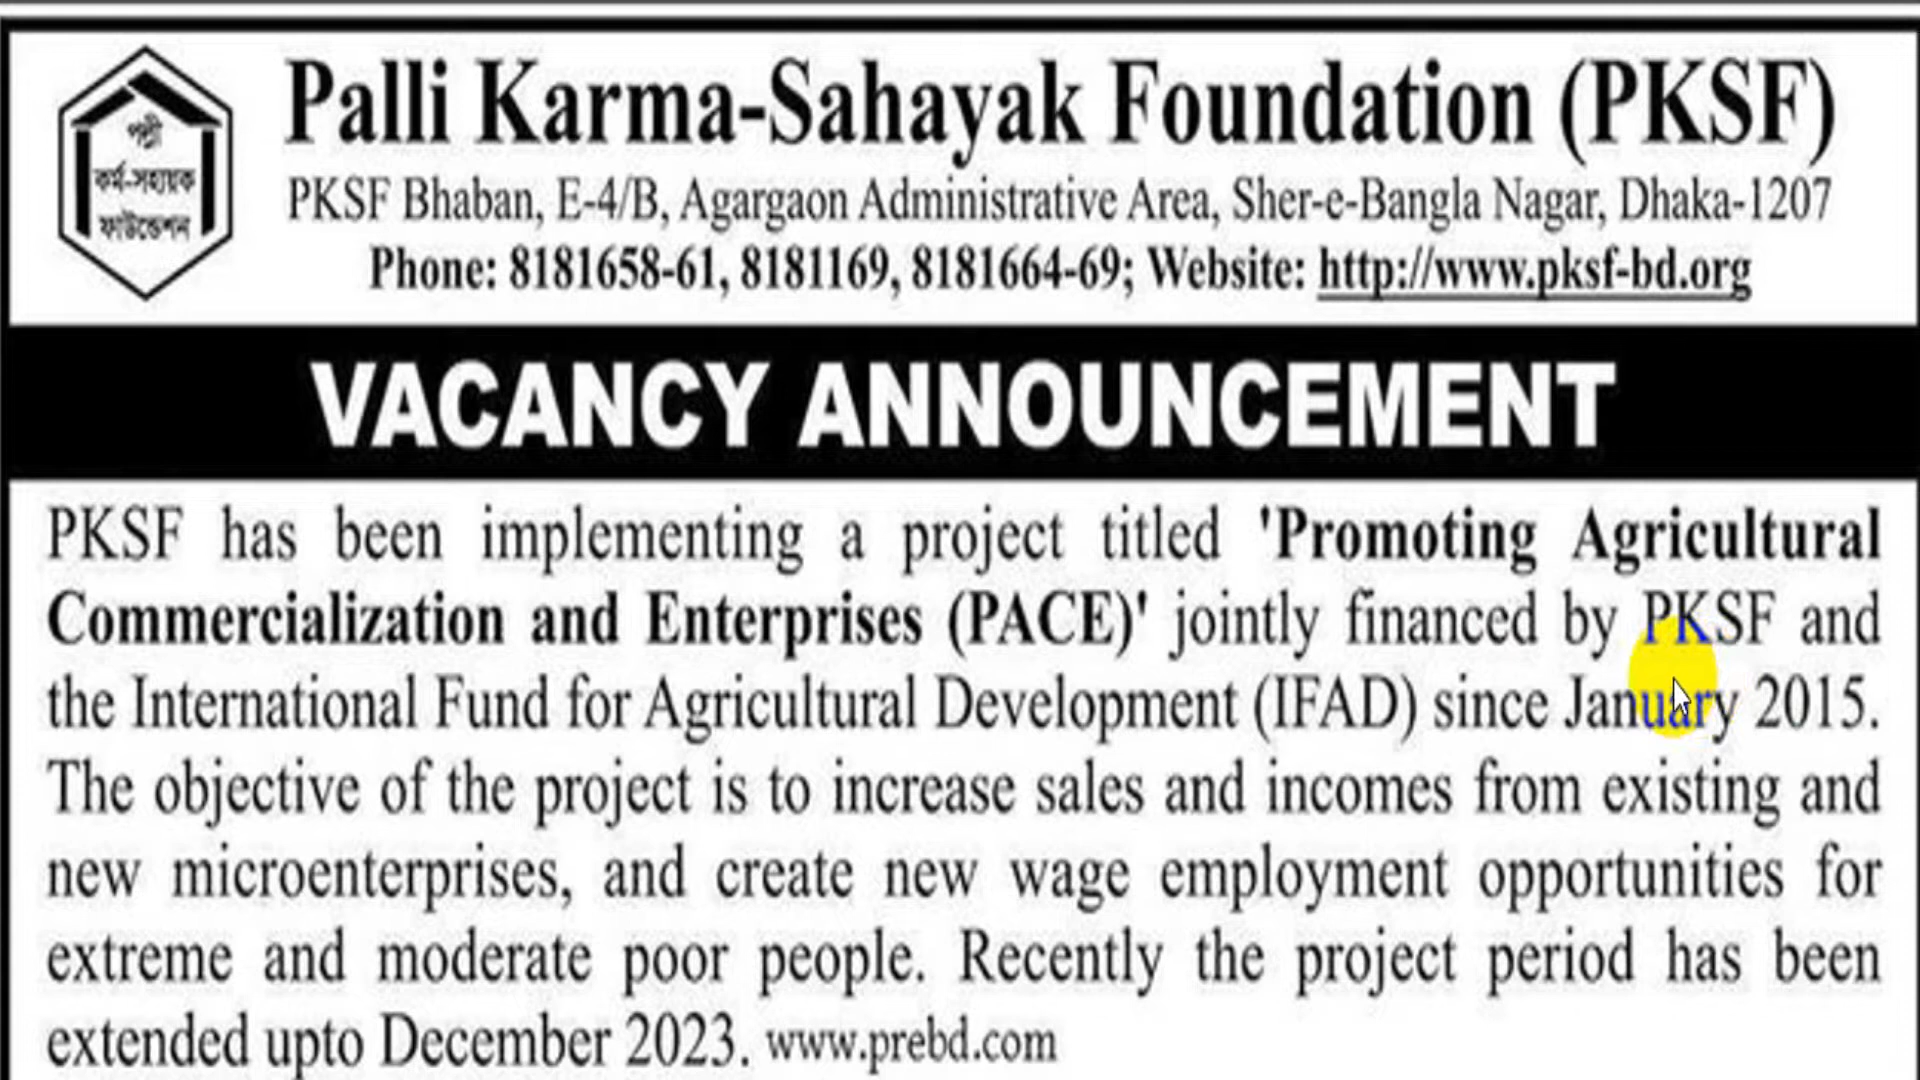 পল্লী
কর্ম-সহায়ক
ফাউন্ডেশন
Palli Karma-Sahayak Foundation (PKSF)
PKSF Bhaban, E-4/B, Agargaon Administrative Area, Sher-e-Bangla Nagar, Dhaka-1207
Phone: 8181658-61, 8181169, 8181664-69; Website: http://www.pksf-bd.org
VACANCY ANNOUNCEMENT
PKSF has been implementing a project titled 'Promoting Agricultural
Commercialization and Enterprises (PACE)' jointly financed by PKSF and
the International Fund for Agricultural Development (IFAD) since January 2015.
The objective of the project is to increase sales and incomes from existing and
new microenterprises, and create new wage employment opportunities for
extreme and moderate poor people. Recently the project period has been
extended upto December 2023. www.prebd.com